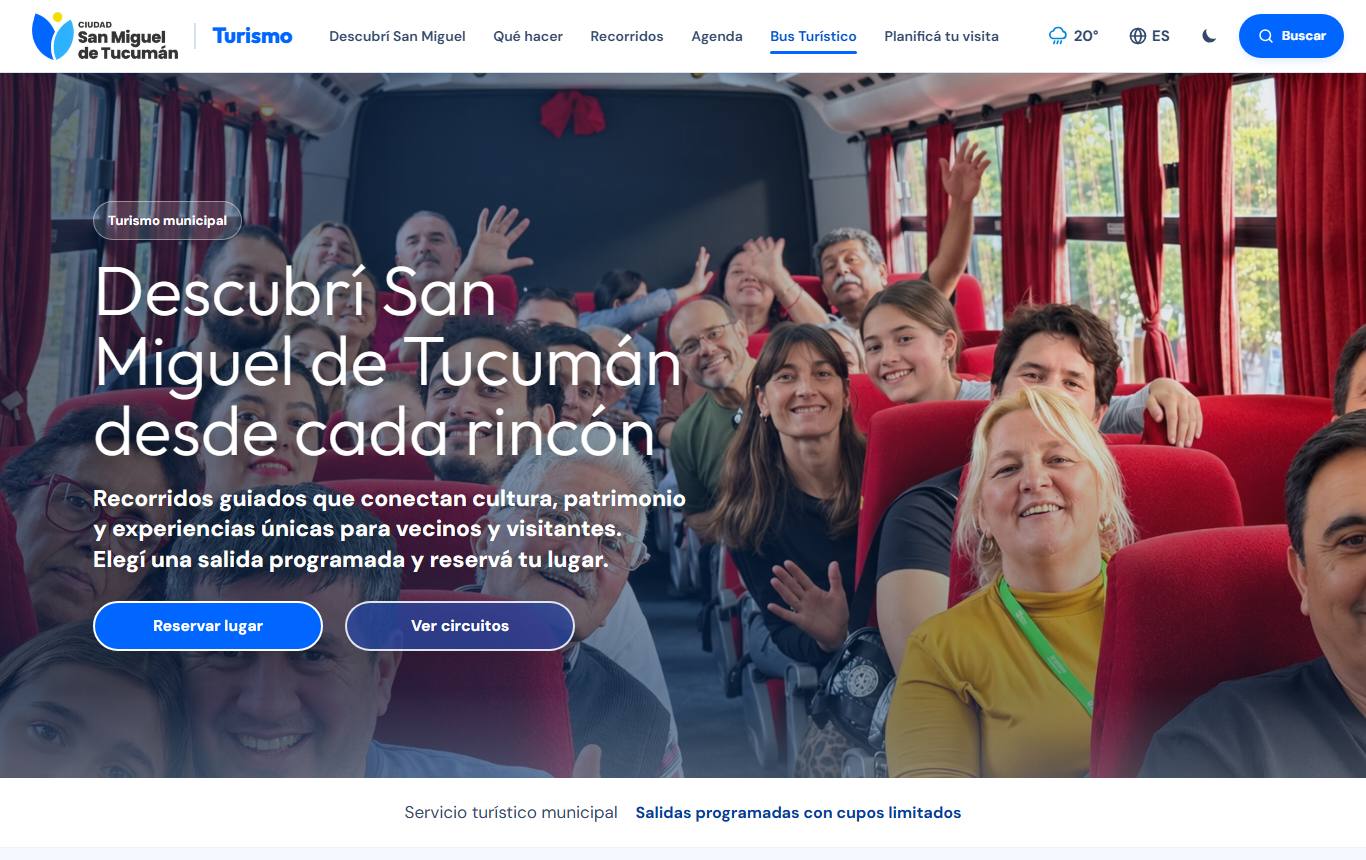 CIUDAD
San Miguel
de Tucumán
Turismo
Descubrí San Miguel
Qué hacer
Recorridos
Agenda
Bus Turístico
Planificá tu visita
20°
ES
Buscar
Turismo municipal
Descubrí San
Miguel de Tucumán
desde cada rincón
Recorridos guiados que conectan cultura, patrimonio
y experiencias únicas para vecinos y visitantes.
Elegí una salida programada y reservá tu lugar.
Reservar lugar
Ver circuitos
Servicio turístico municipal
Salidas programadas con cupos limitados